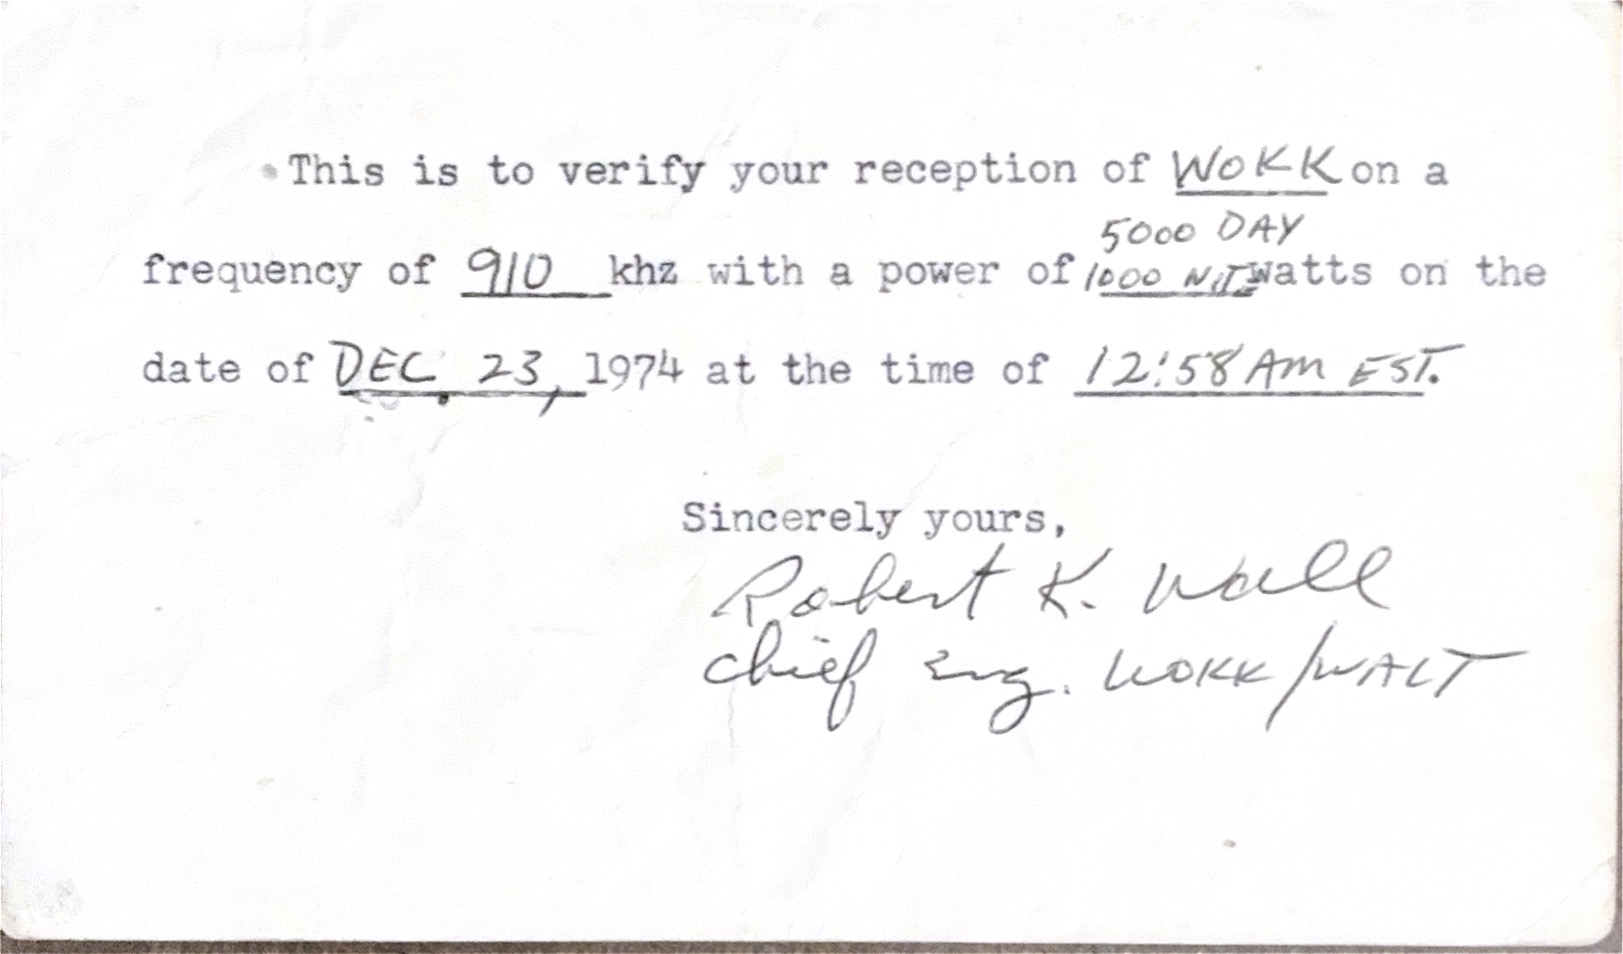 This is to verify your reception of WOKK on a
5000 DAY
frequency of 910 khz with a power of 1000 NITE watts on the
date of DEC 23, 1974 at the time of 12:58 AM EST.
Sincerely yours,
Robert K. Wall
Chief Eng. WOKK/WALT